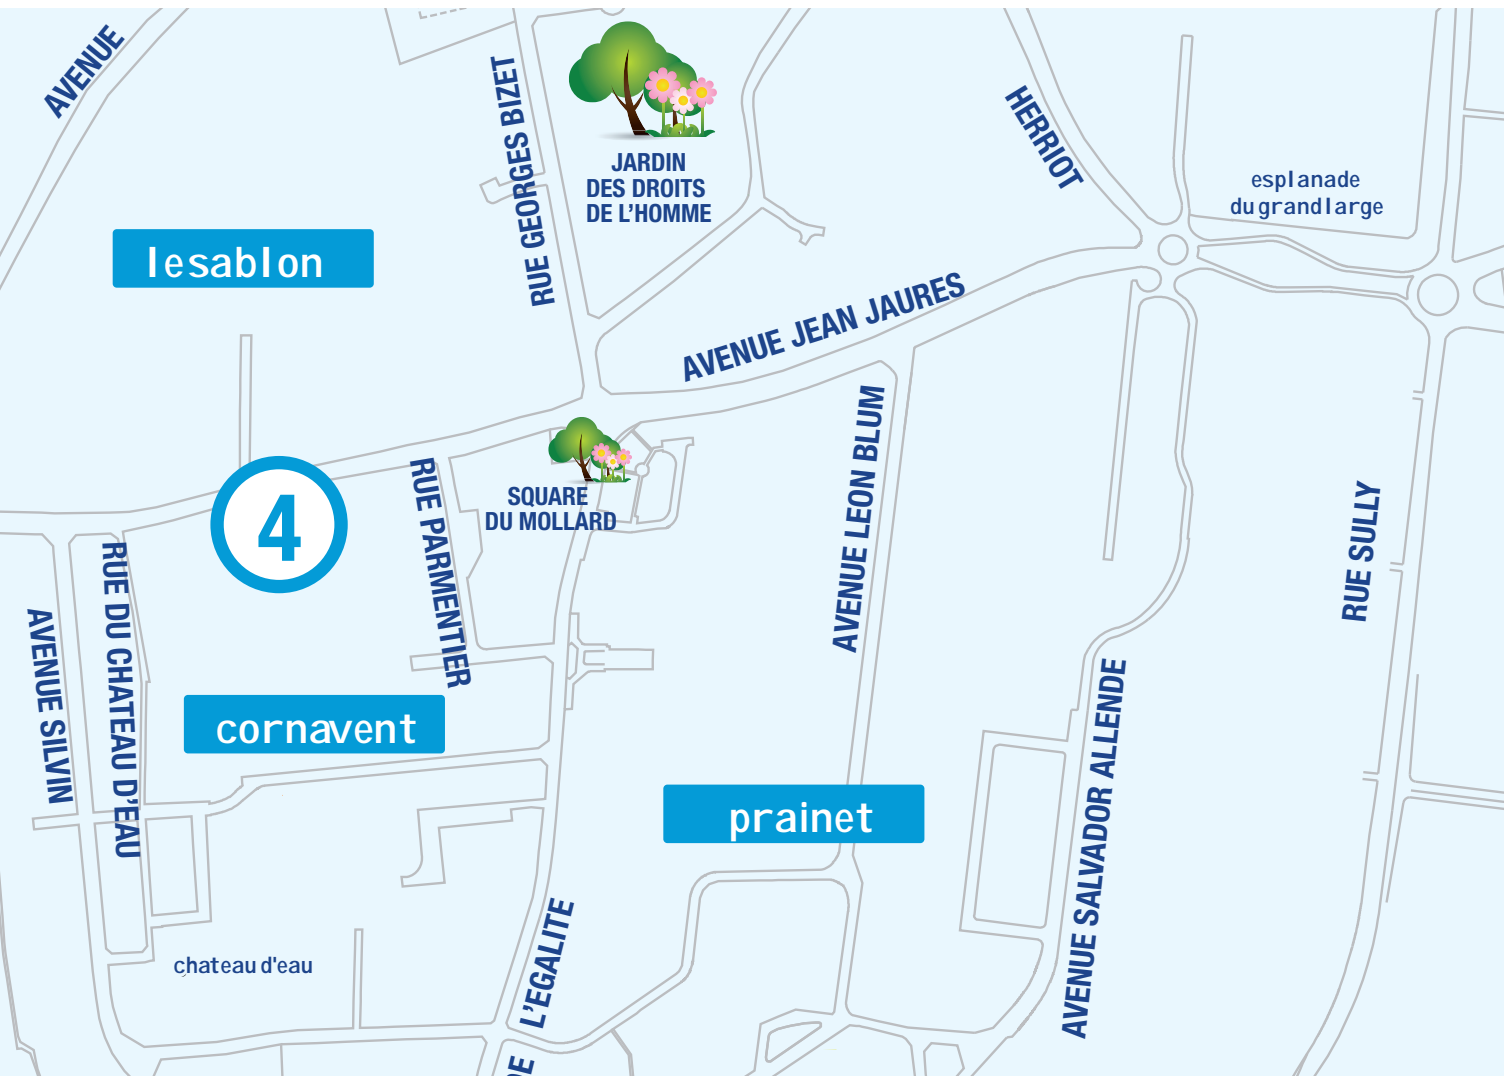 AVENUE
RUE GEORGES BIZET
JARDIN
DES DROITS
DE L'HOMME
HERRIOT
esplanade
du grand large
lesablon
AVENUE JEAN JAURES
AVENUE LEON BLUM
SQUARE
DU MOLLARD
RUE PARMENTIER
4
RUE SULLY
RUE DU CHATEAU D'EAU
AVENUE SILVIN
AVENUE SALVADOR ALLENDE
cornavent
prainet
chateau d'eau
L'EGALITE
DE